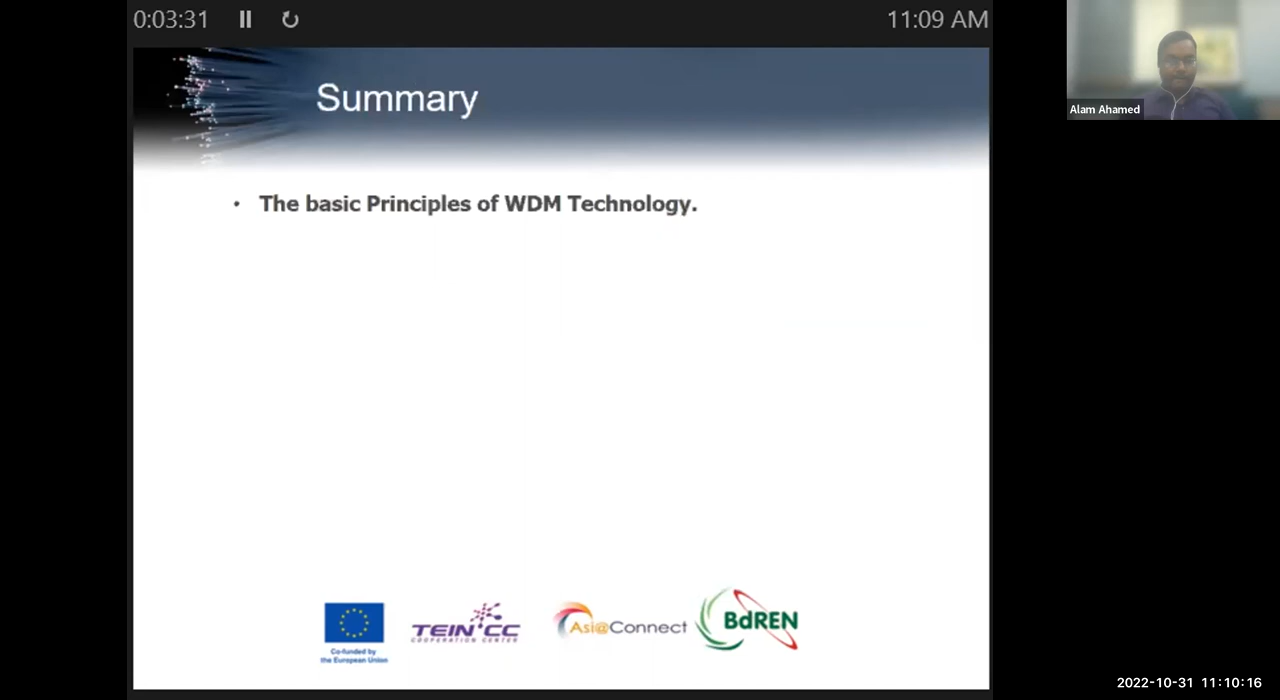 0:03:31
11:09 AM
Alam Ahamed
Summary
• The basic Principles of WDM Technology.
Co-funded by
the European Union
TEIN*CC
COOPERATION CENTER
Asi@Connect
BdREN
2022-10-31 11:10:16